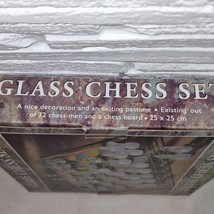 GLASS CHESS SET
A nice decoration and an exiting pastime • Existing out
of 32 chess-men and a chess board • 25 x 25 cm